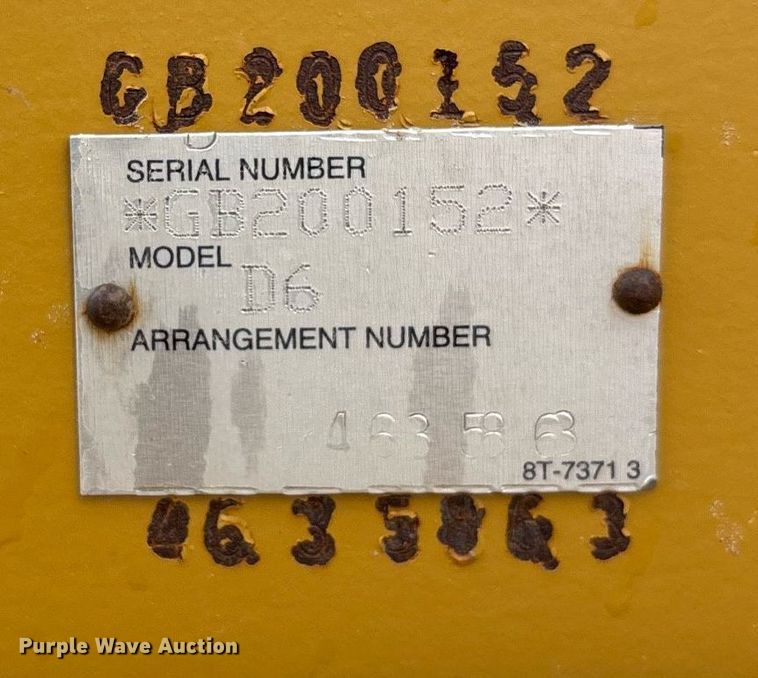 GB200152
SERIAL NUMBER
*GB200152*
MODEL
D6
ARRANGEMENT NUMBER
8T-7371 3
Purple Wave Auction